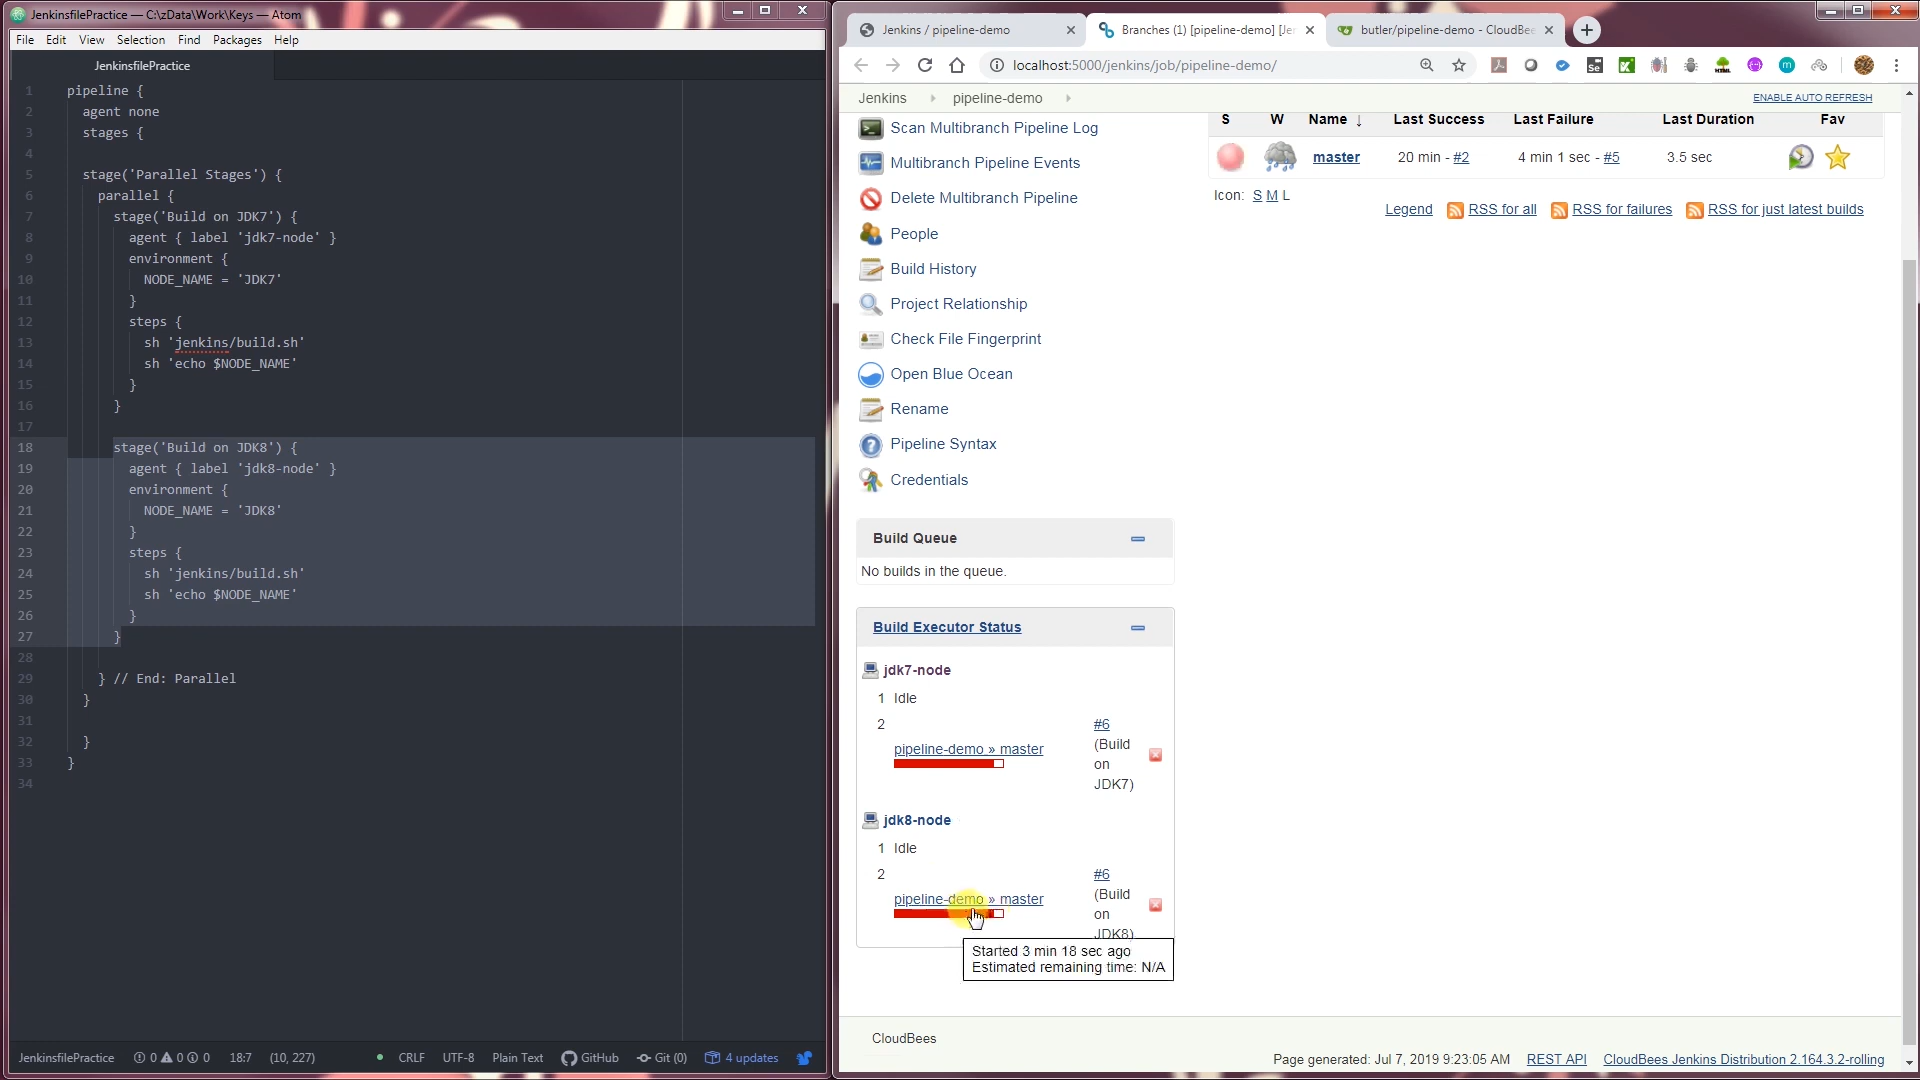 JenkinsfilePractice — C:\zData\Work\Keys — Atom
File Edit View Selection Find Packages Help
JenkinsfilePractice
1 pipeline {
2 agent none
3 stages {
4
5 stage('Parallel Stages') {
6 parallel {
7 stage('Build on JDK7') {
8 agent { label 'jdk7-node' }
9 environment {
10 NODE_NAME = 'JDK7'
11 }
12 steps {
13 sh 'jenkins/build.sh'
14 sh 'echo $NODE_NAME'
15 }
16 }
17
18 stage('Build on JDK8') {
19 agent { label 'jdk8-node' }
20 environment {
21 NODE_NAME = 'JDK8'
22 }
23 steps {
24 sh 'jenkins/build.sh'
25 sh 'echo $NODE_NAME'
26 }
27 }
28
29 } // End: Parallel
30 }
31
32 }
33 }
34
JenkinsfilePractice 0 0 0 18:7 (10, 227) CRLF UTF-8 Plain Text GitHub Git (0) 4 updates
Jenkins / pipeline-demo
Branches (1) [pipeline-demo] [Je
butler/pipeline-demo - CloudBee
localhost:5000/jenkins/job/pipeline-demo/
Jenkins pipeline-demo
ENABLE AUTO REFRESH
Scan Multibranch Pipeline Log
Multibranch Pipeline Events
Delete Multibranch Pipeline
People
Build History
Project Relationship
Check File Fingerprint
Open Blue Ocean
Rename
Pipeline Syntax
Credentials
S W Name ↓ Last Success Last Failure Last Duration Fav
master 20 min - #2 4 min 1 sec - #5 3.5 sec
Icon: S M L
Legend RSS for all RSS for failures RSS for just latest builds
Build Queue
No builds in the queue.
Build Executor Status
jdk7-node
1 Idle
2 pipeline-demo » master #6
(Build
on
JDK7)
jdk8-node
1 Idle
2 pipeline-demo » master #6
(Build
on
JDK8)
Started 3 min 18 sec ago
Estimated remaining time: N/A
CloudBees
Page generated: Jul 7, 2019 9:23:05 AM REST API CloudBees Jenkins Distribution 2.164.3.2-rolling